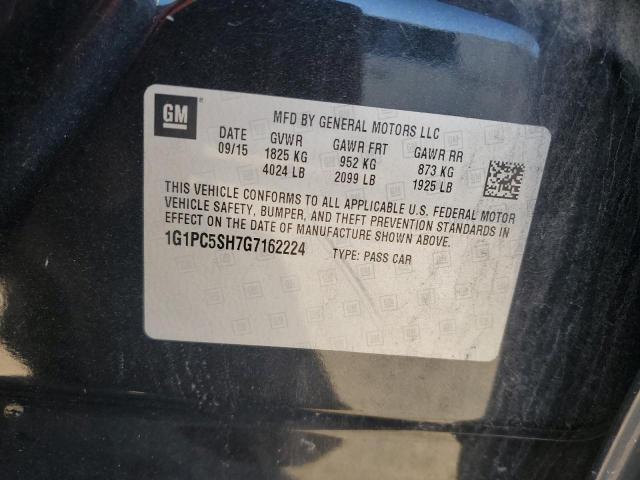 GM
MFD BY GENERAL MOTORS LLC
DATE GVWR GAWR FRT GAWR RR
09/15 1825 KG 952 KG 873 KG
4024 LB 2099 LB 1925 LB
THIS VEHICLE CONFORMS TO ALL APPLICABLE U.S. FEDERAL MOTOR
VEHICLE SAFETY, BUMPER, AND THEFT PREVENTION STANDARDS IN
EFFECT ON THE DATE OF MANUFACTURE SHOWN ABOVE.
1G1PC5SH7G7162224 TYPE: PASS CAR